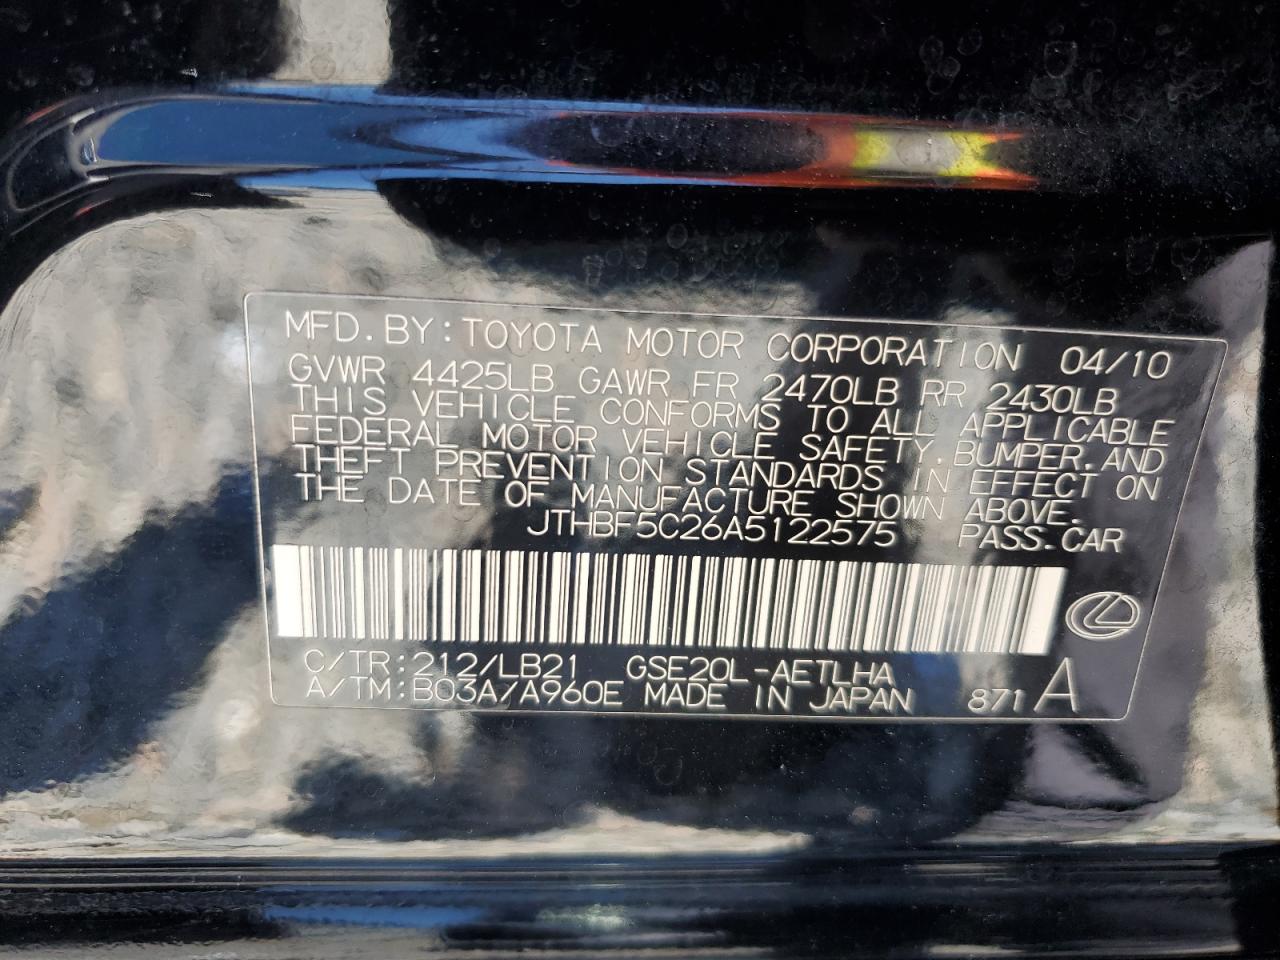 MFD.BY:TOYOTA MOTOR CORPORATION 04/10
GVWR 4425LB GAWR FR 2470LB RR 2430LB
THIS VEHICLE CONFORMS TO ALL APPLICABLE
FEDERAL MOTOR VEHICLE SAFETY,BUMPER,AND
THEFT PREVENTION STANDARDS IN EFFECT ON
THE DATE OF MANUFACTURE SHOWN ABOVE.
JTHBF5C26A5122575 PASS.CAR
C/TR:212/LB21 GSE20L-AETLHA
A/TM:B03A/A960E MADE IN JAPAN 871 A